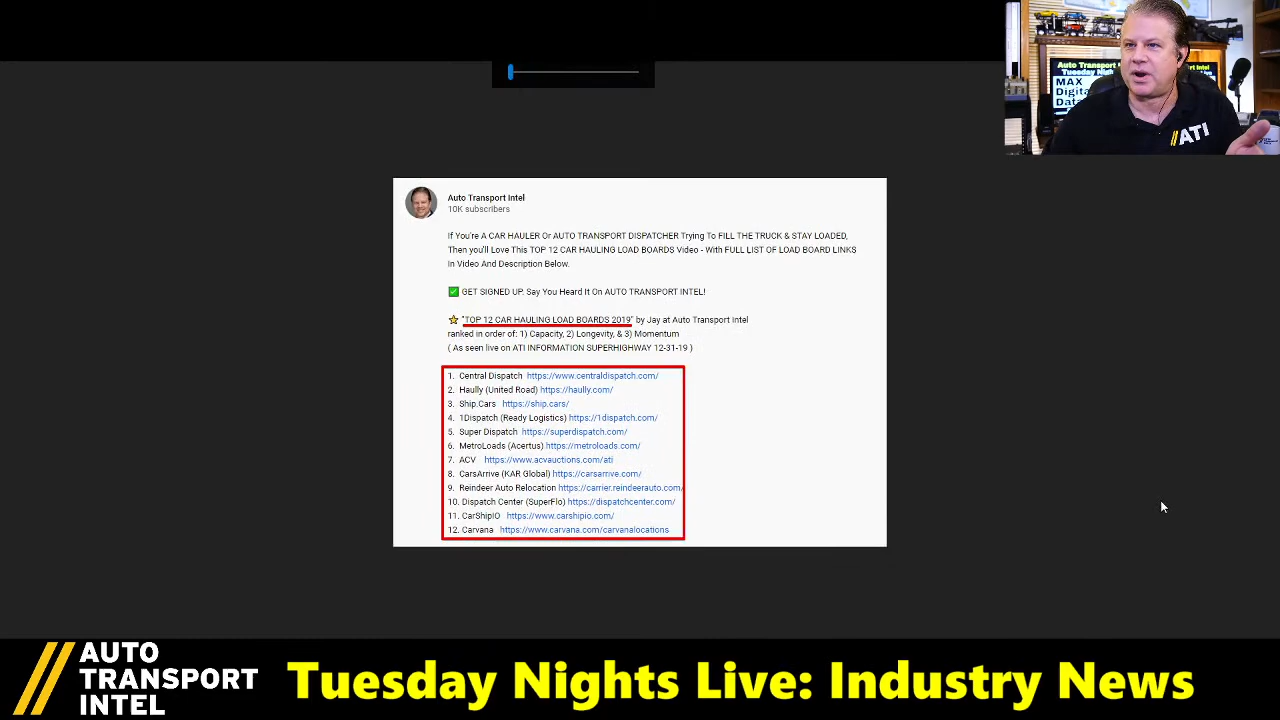 Auto Transport
Tuesday Nig
MAX
Digita
Data
ATI
Auto Transport Intel
10K subscribers
If You're A CAR HAULER Or AUTO TRANSPORT DISPATCHER Trying To FILL THE TRUCK & STAY LOADED,
Then you'll Love This TOP 12 CAR HAULING LOAD BOARDS Video - With FULL LIST OF LOAD BOARD LINKS
In Video And Description Below.
GET SIGNED UP. Say You Heard It On AUTO TRANSPORT INTEL!
"TOP 12 CAR HAULING LOAD BOARDS 2019" by Jay at Auto Transport Intel
ranked in order of: 1) Capacity, 2) Longevity, & 3) Momentum
( As seen live on ATI INFORMATION SUPERHIGHWAY 12-31-19 )
1. Central Dispatch https://www.centraldispatch.com/
2. Haully (United Road) https://haully.com/
3. Ship.Cars https://ship.cars/
4. 1Dispatch (Ready Logistics) https://1dispatch.com/
5. Super Dispatch https://superdispatch.com/
6. MetroLoads (Acertus) https://metroloads.com/
7. ACV https://www.acvauctions.com/ati
8. CarsArrive (KAR Global) https://carsarrive.com/
9. Reindeer Auto Relocation https://carrier.reindeerauto.com/
10. Dispatch Center (SuperFlo) https://dispatchcenter.com/
11. CarShipIO https://www.carshipio.com/
12. Carvana https://www.carvana.com/carvanalocations
AUTO
TRANSPORT
INTEL
Tuesday Nights Live: Industry News